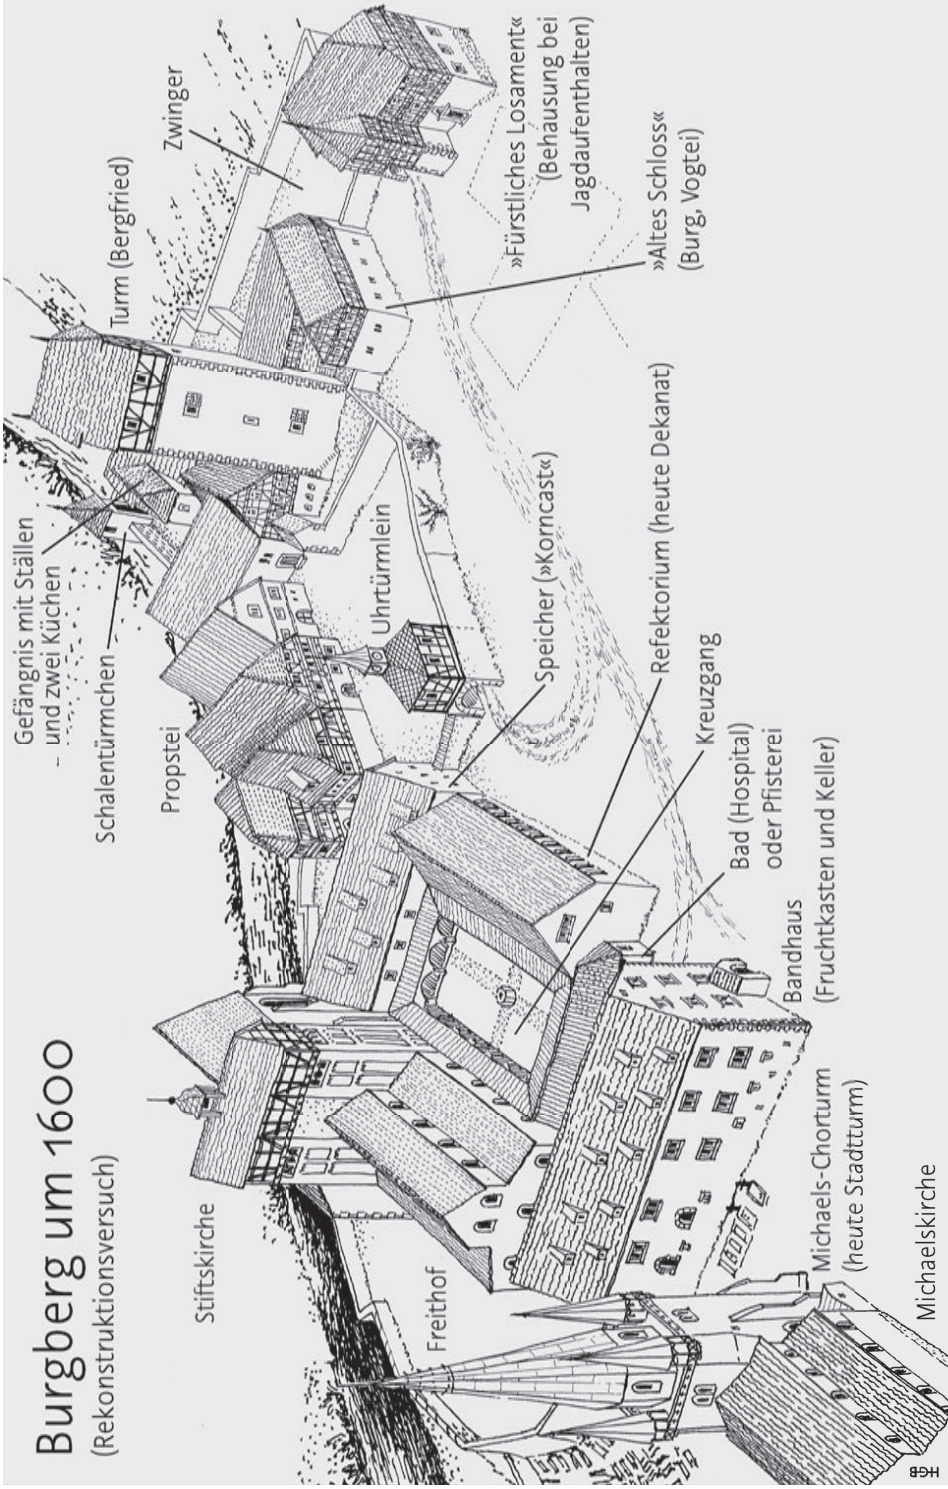 Burgberg um 1600
(Rekonstruktionsversuch)
Stiftskirche
Freithof
Gefängnis mit Ställen
und zwei Küchen
Schalentürmchen
Propstei
Turm (Bergfried)
Zwinger
Uhrtürmlein
»Fürstliches Losament«
(Behausung bei
Jagdaufenthalten)
»Altes Schloss«
(Burg, Vogtei)
Speicher (»Korncast«)
Refektorium (heute Dekanat)
Kreuzgang
Bad (Hospital)
oder Pfisterei
Bandhaus
(Fruchtkasten und Keller)
Michaels-Chorturm
(heute Stadtturm)
Michaelskirche
HGB